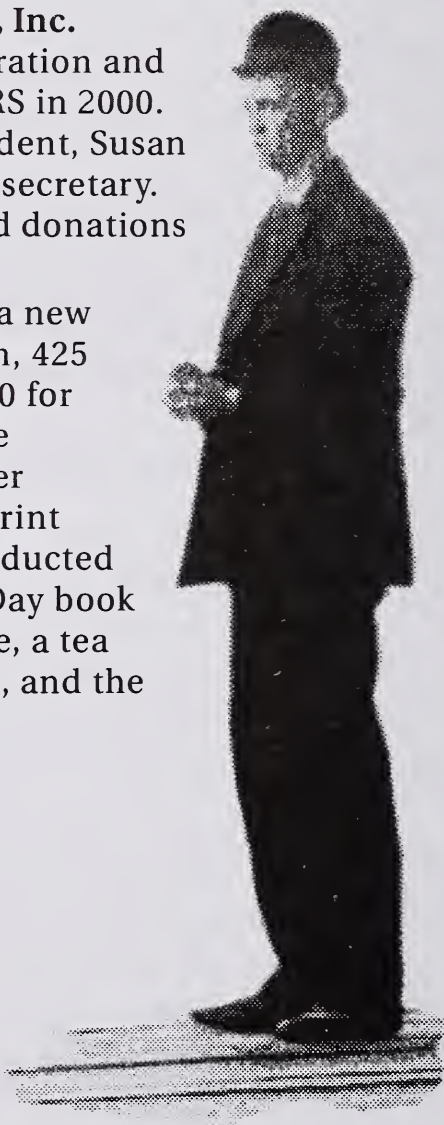 , Inc.
ration and
RS in 2000.
dent, Susan
secretary.
d donations
a new
n, 425
0 for
e
er
rint
ducted
Day book
e, a tea
, and the